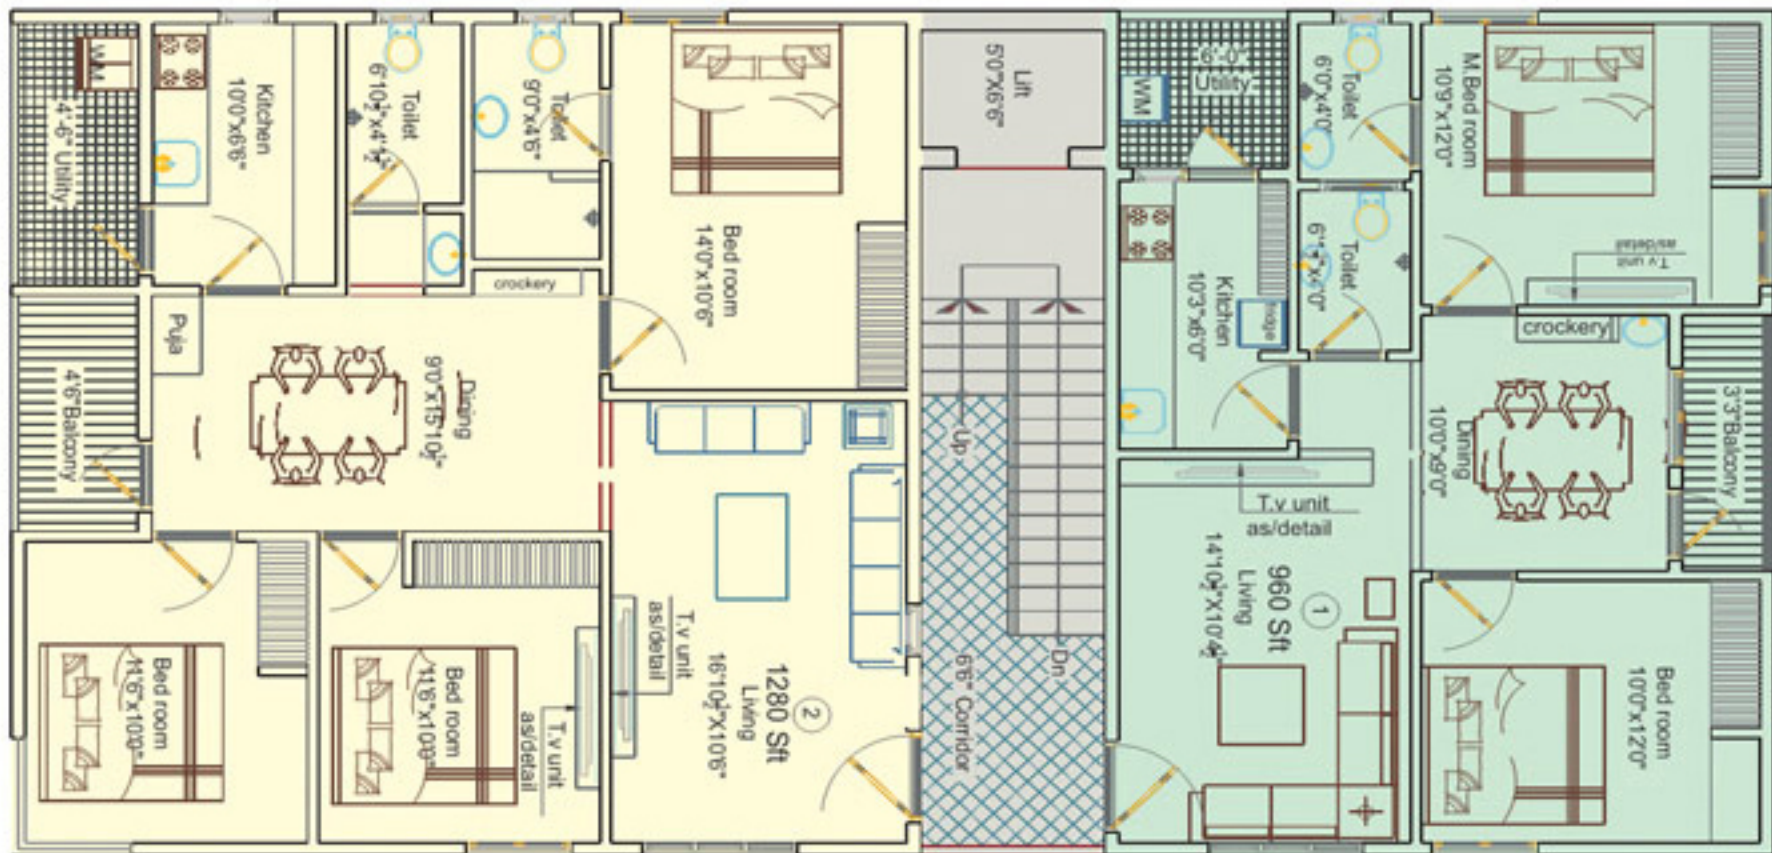 WM
4'-6" Utility
Kitchen
10'0"x6'6"
Toilet
6'10½"x4'1½"
Toilet
9'0"x4'6"
Bed room
14'0"x10'6"
Lift
5'0"X6'6"
6'-0"
Utility
WM
Toilet
6'0"x4'0"
M.Bed room
10'9"x12'0"
T.v unit
as/detail
Toilet
Kitchen
10'3"x6'0"
fridge
crockery
Puja
crockery
4'6"Balcony
Dining
9'0"x15'10½"
Up
Dn
6'6" Corridor
T.v unit
as/detail
Dining
10'0"x9'0"
3'3"Balcony
1
960 Sft
Living
14'10½"X10'4½"
2
1280 Sft
Living
16'10½"X10'6"
T.v unit
as/detail
T.v unit
as/detail
Bed room
11'6"x10'0"
Bed room
11'6"x10'0"
Bed room
10'0"x12'0"